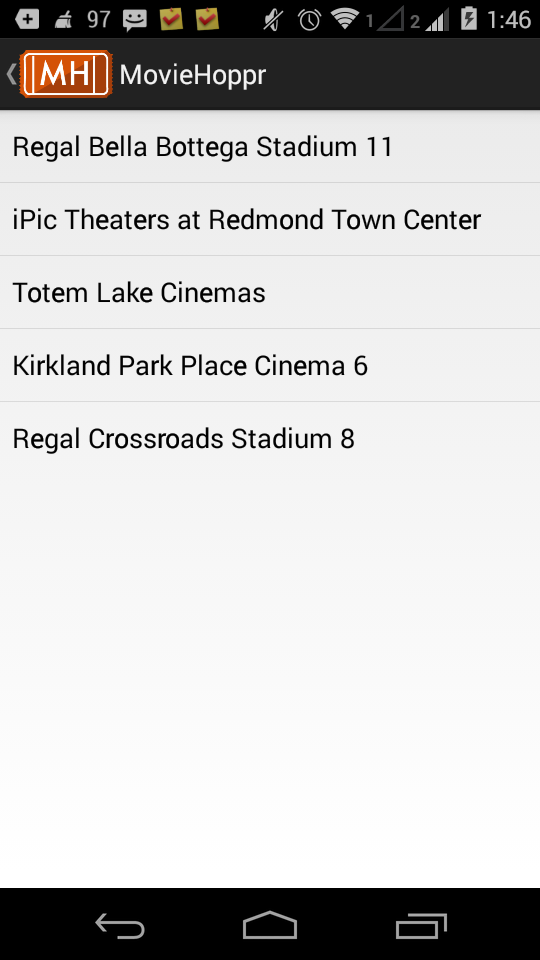 97 1 2 1:46
MH MovieHoppr
Regal Bella Bottega Stadium 11
iPic Theaters at Redmond Town Center
Totem Lake Cinemas
Kirkland Park Place Cinema 6
Regal Crossroads Stadium 8